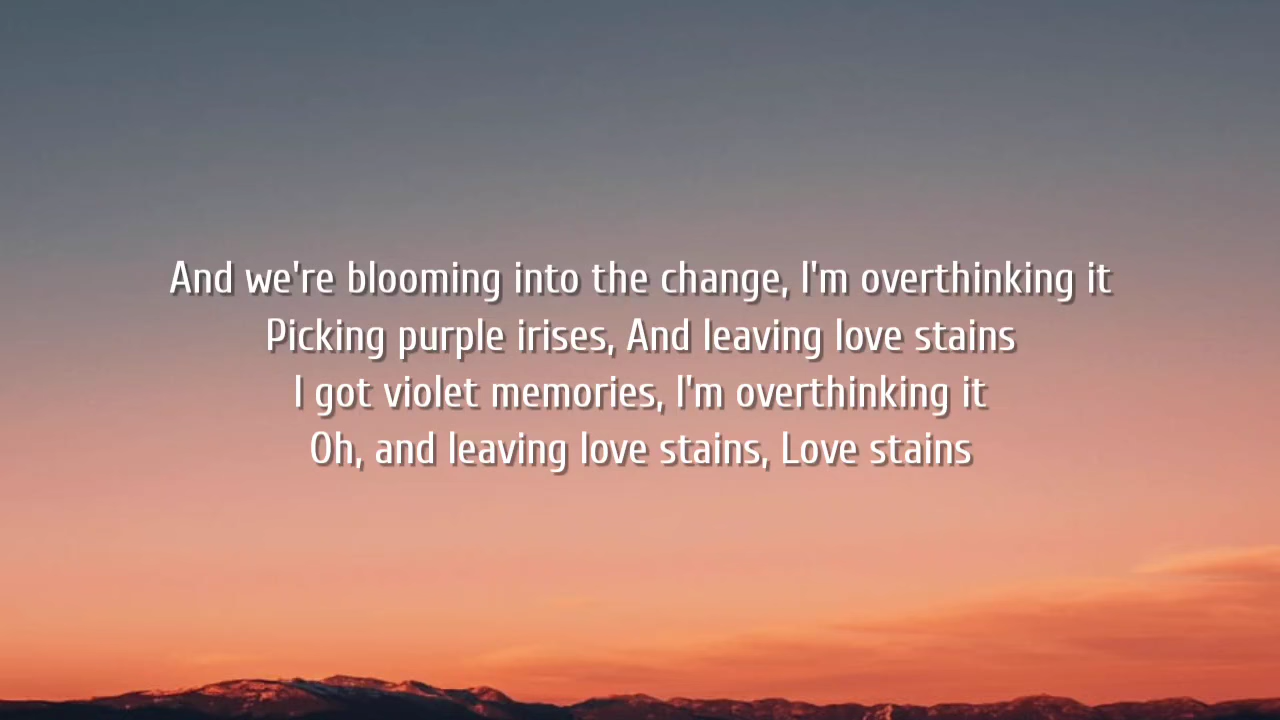 And we're blooming into the change, I'm overthinking it
Picking purple irises, And leaving love stains
I got violet memories, I'm overthinking it
Oh, and leaving love stains, Love stains